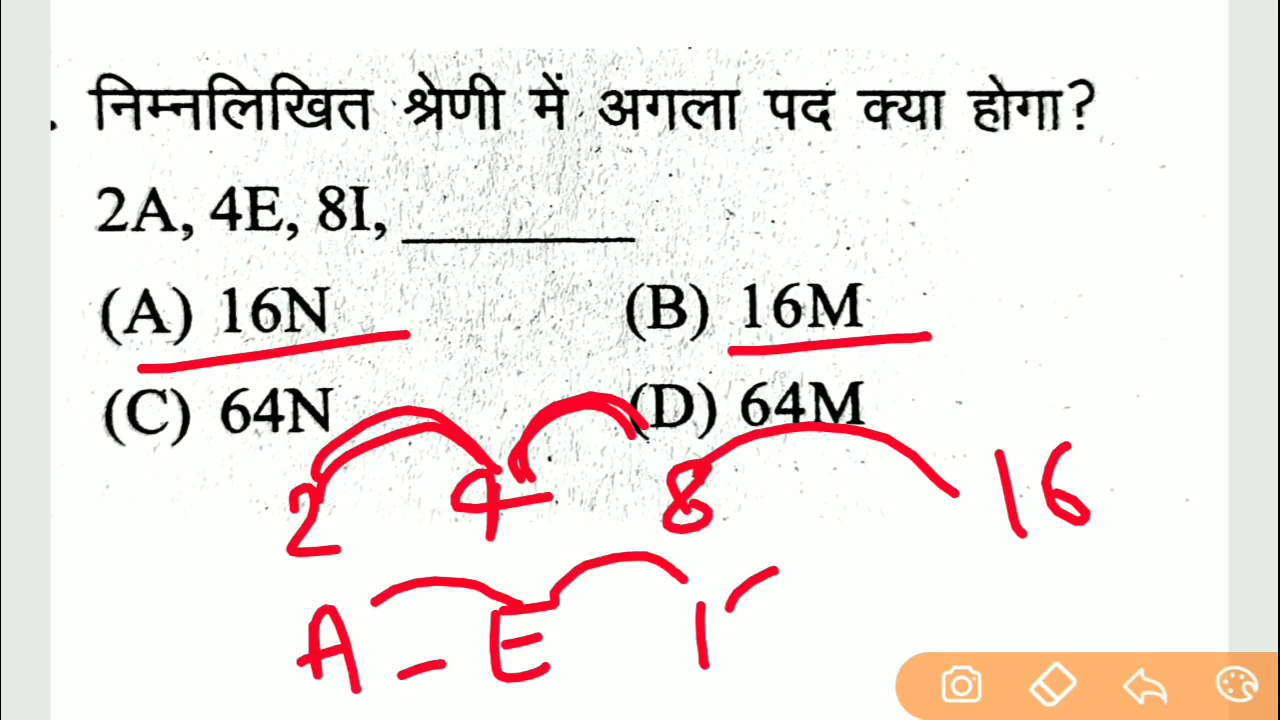 . निम्नलिखित श्रेणी में अगला पद क्या होगा?
2A, 4E, 8I, ________
(A) 16N (B) 16M
(C) 64N (D) 64M
2 4 8 16
A - E I